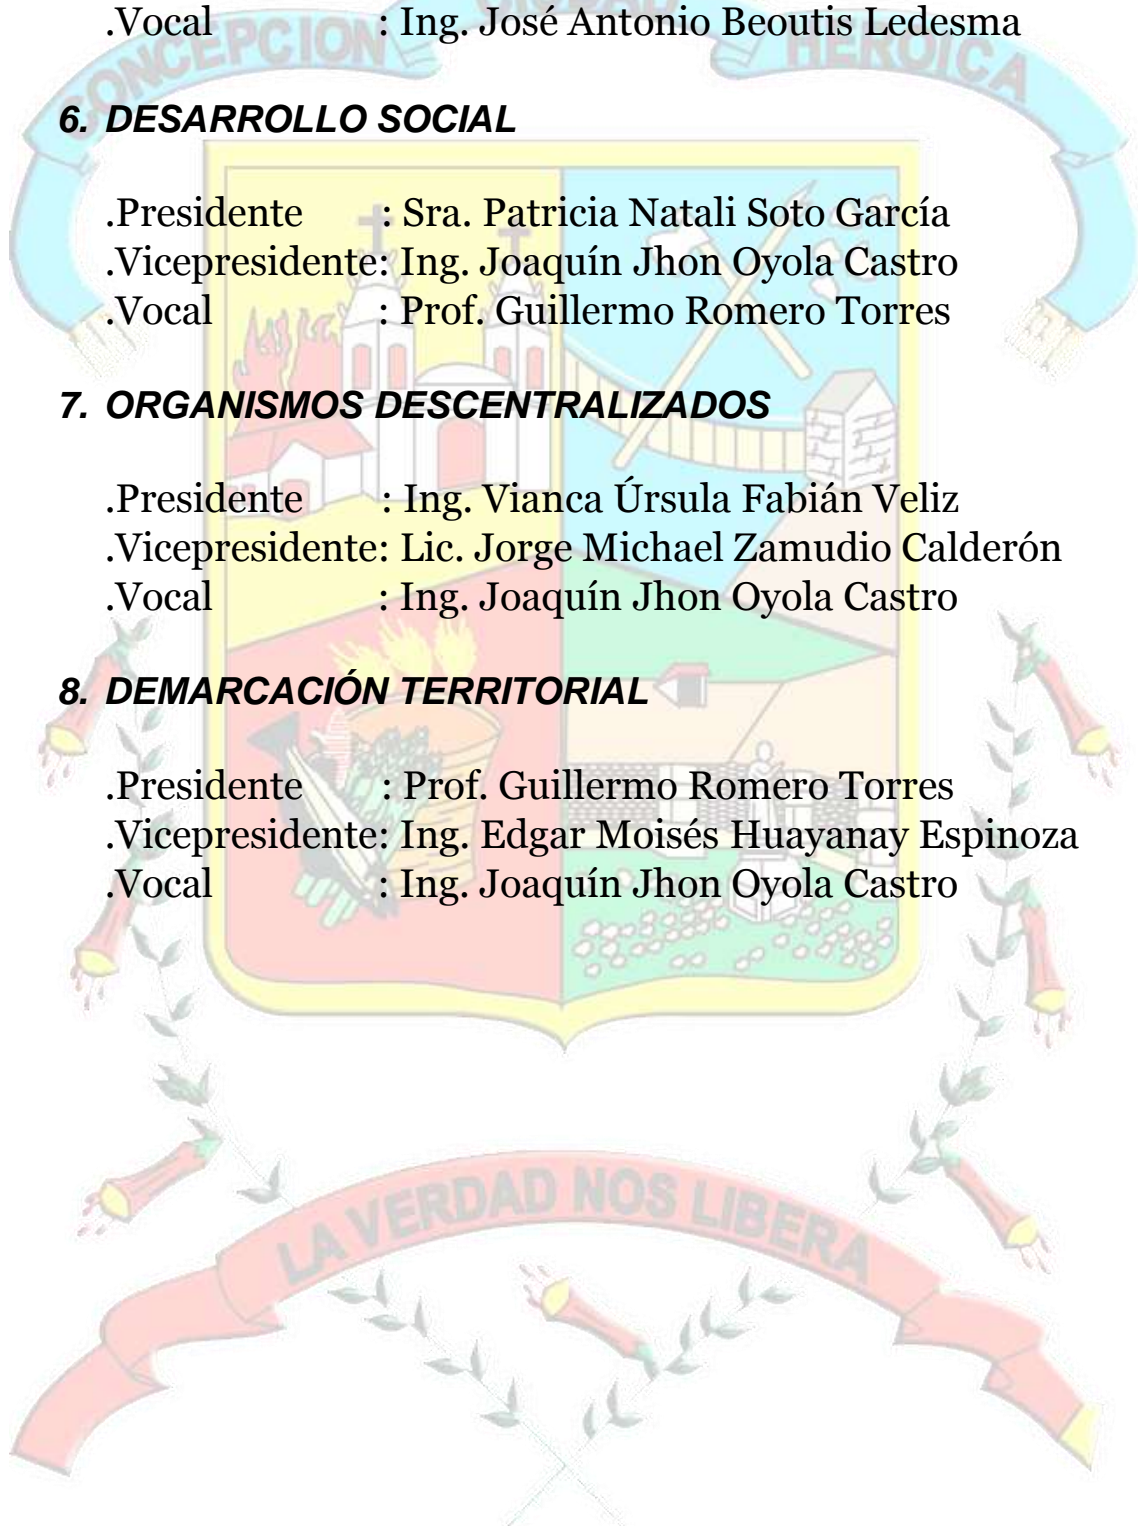 CONCEPCION CIUDAD HEROICA
.Vocal : Ing. José Antonio Beoutis Ledesma
6. DESARROLLO SOCIAL
.Presidente : Sra. Patricia Natali Soto García
.Vicepresidente: Ing. Joaquín Jhon Oyola Castro
.Vocal : Prof. Guillermo Romero Torres
7. ORGANISMOS DESCENTRALIZADOS
.Presidente : Ing. Vianca Úrsula Fabián Veliz
.Vicepresidente: Lic. Jorge Michael Zamudio Calderón
.Vocal : Ing. Joaquín Jhon Oyola Castro
8. DEMARCACIÓN TERRITORIAL
.Presidente : Prof. Guillermo Romero Torres
.Vicepresidente: Ing. Edgar Moisés Huayanay Espinoza
.Vocal : Ing. Joaquín Jhon Oyola Castro
LA VERDAD NOS LIBERA